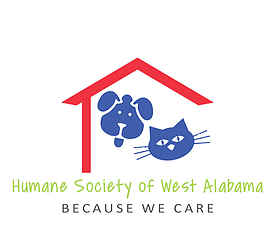 Humane Society of West Alabama
BECAUSE WE CARE